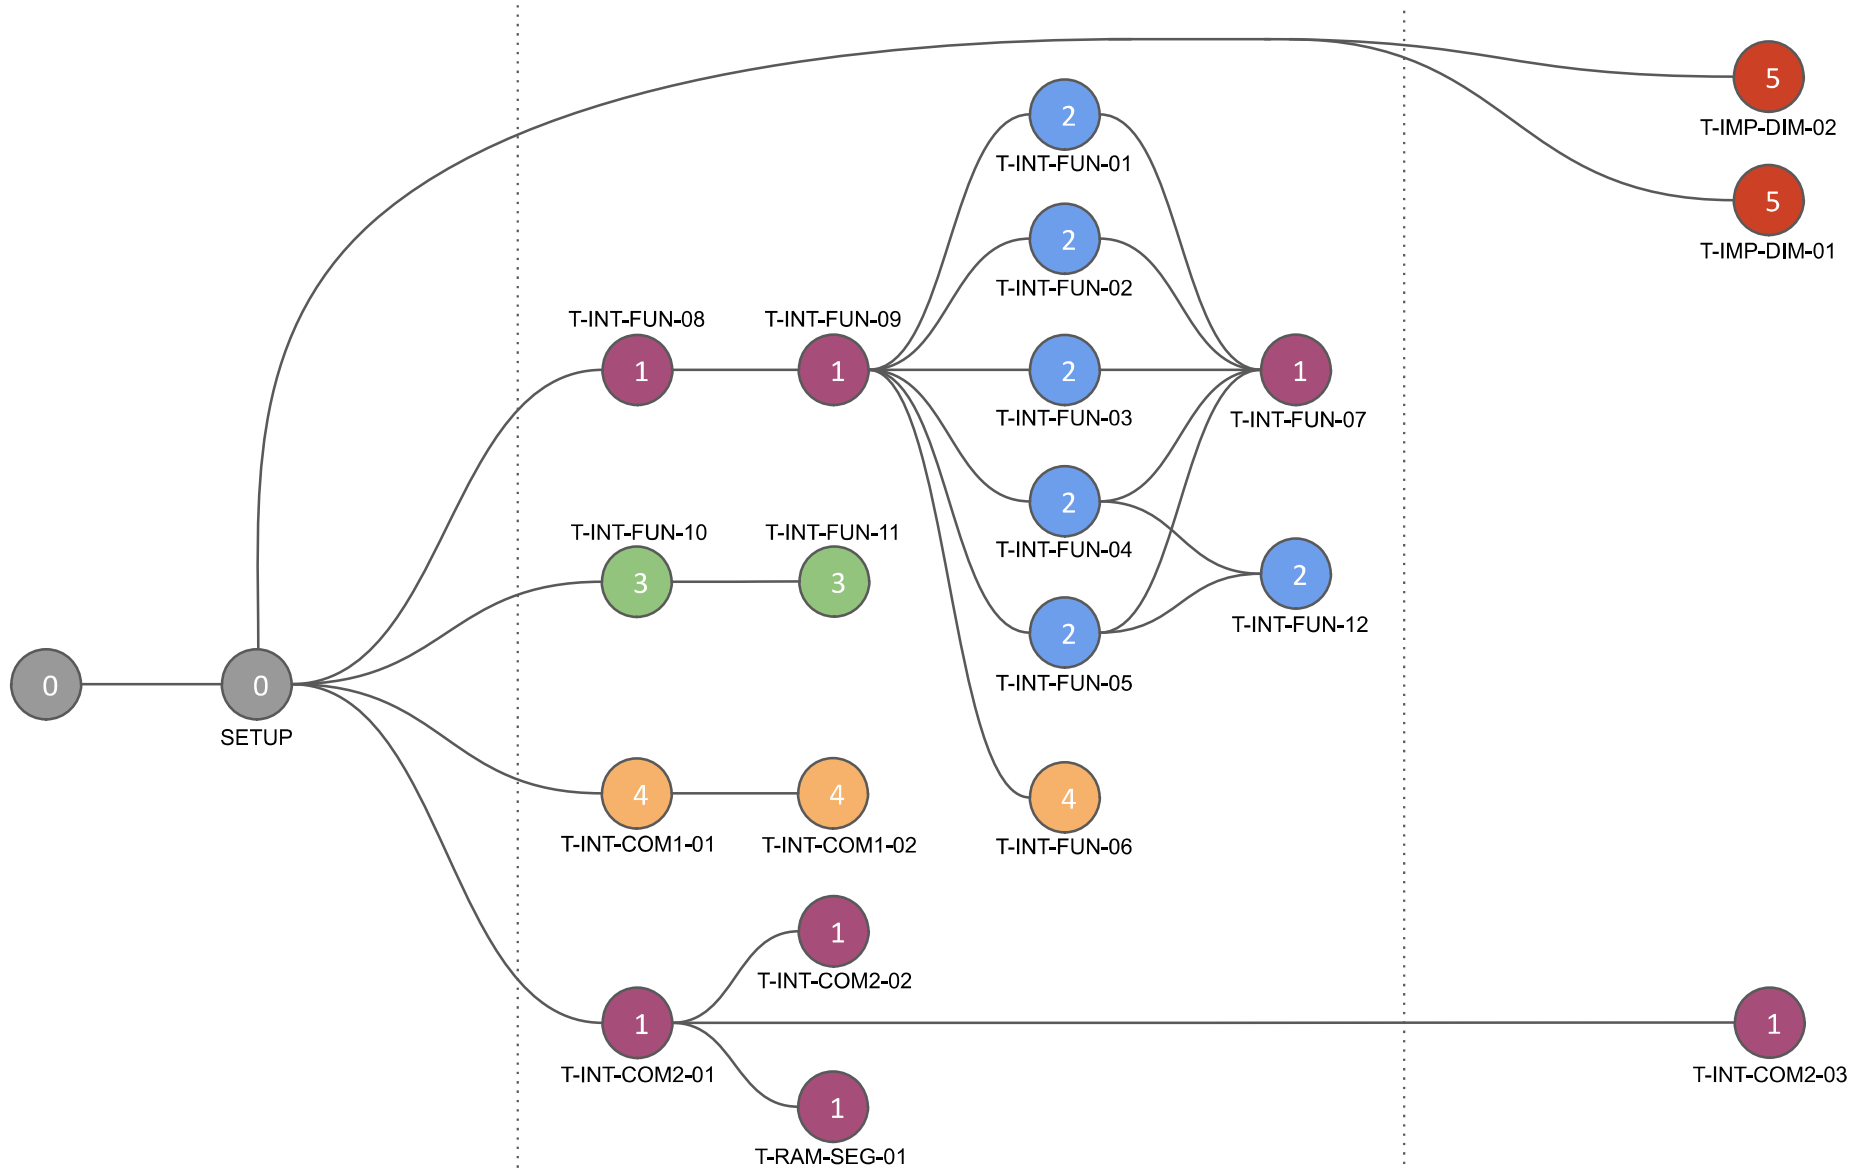 5
T-IMP-DIM-02
2
T-INT-FUN-01
5
T-IMP-DIM-01
2
T-INT-FUN-02
T-INT-FUN-08
T-INT-FUN-09
1
1
2
1
T-INT-FUN-03
T-INT-FUN-07
2
T-INT-FUN-04
T-INT-FUN-10
T-INT-FUN-11
3
3
2
T-INT-FUN-12
2
T-INT-FUN-05
0
0
SETUP
4
4
4
T-INT-COM1-01
T-INT-COM1-02
T-INT-FUN-06
1
T-INT-COM2-02
1
1
T-INT-COM2-01
T-INT-COM2-03
1
T-RAM-SEG-01